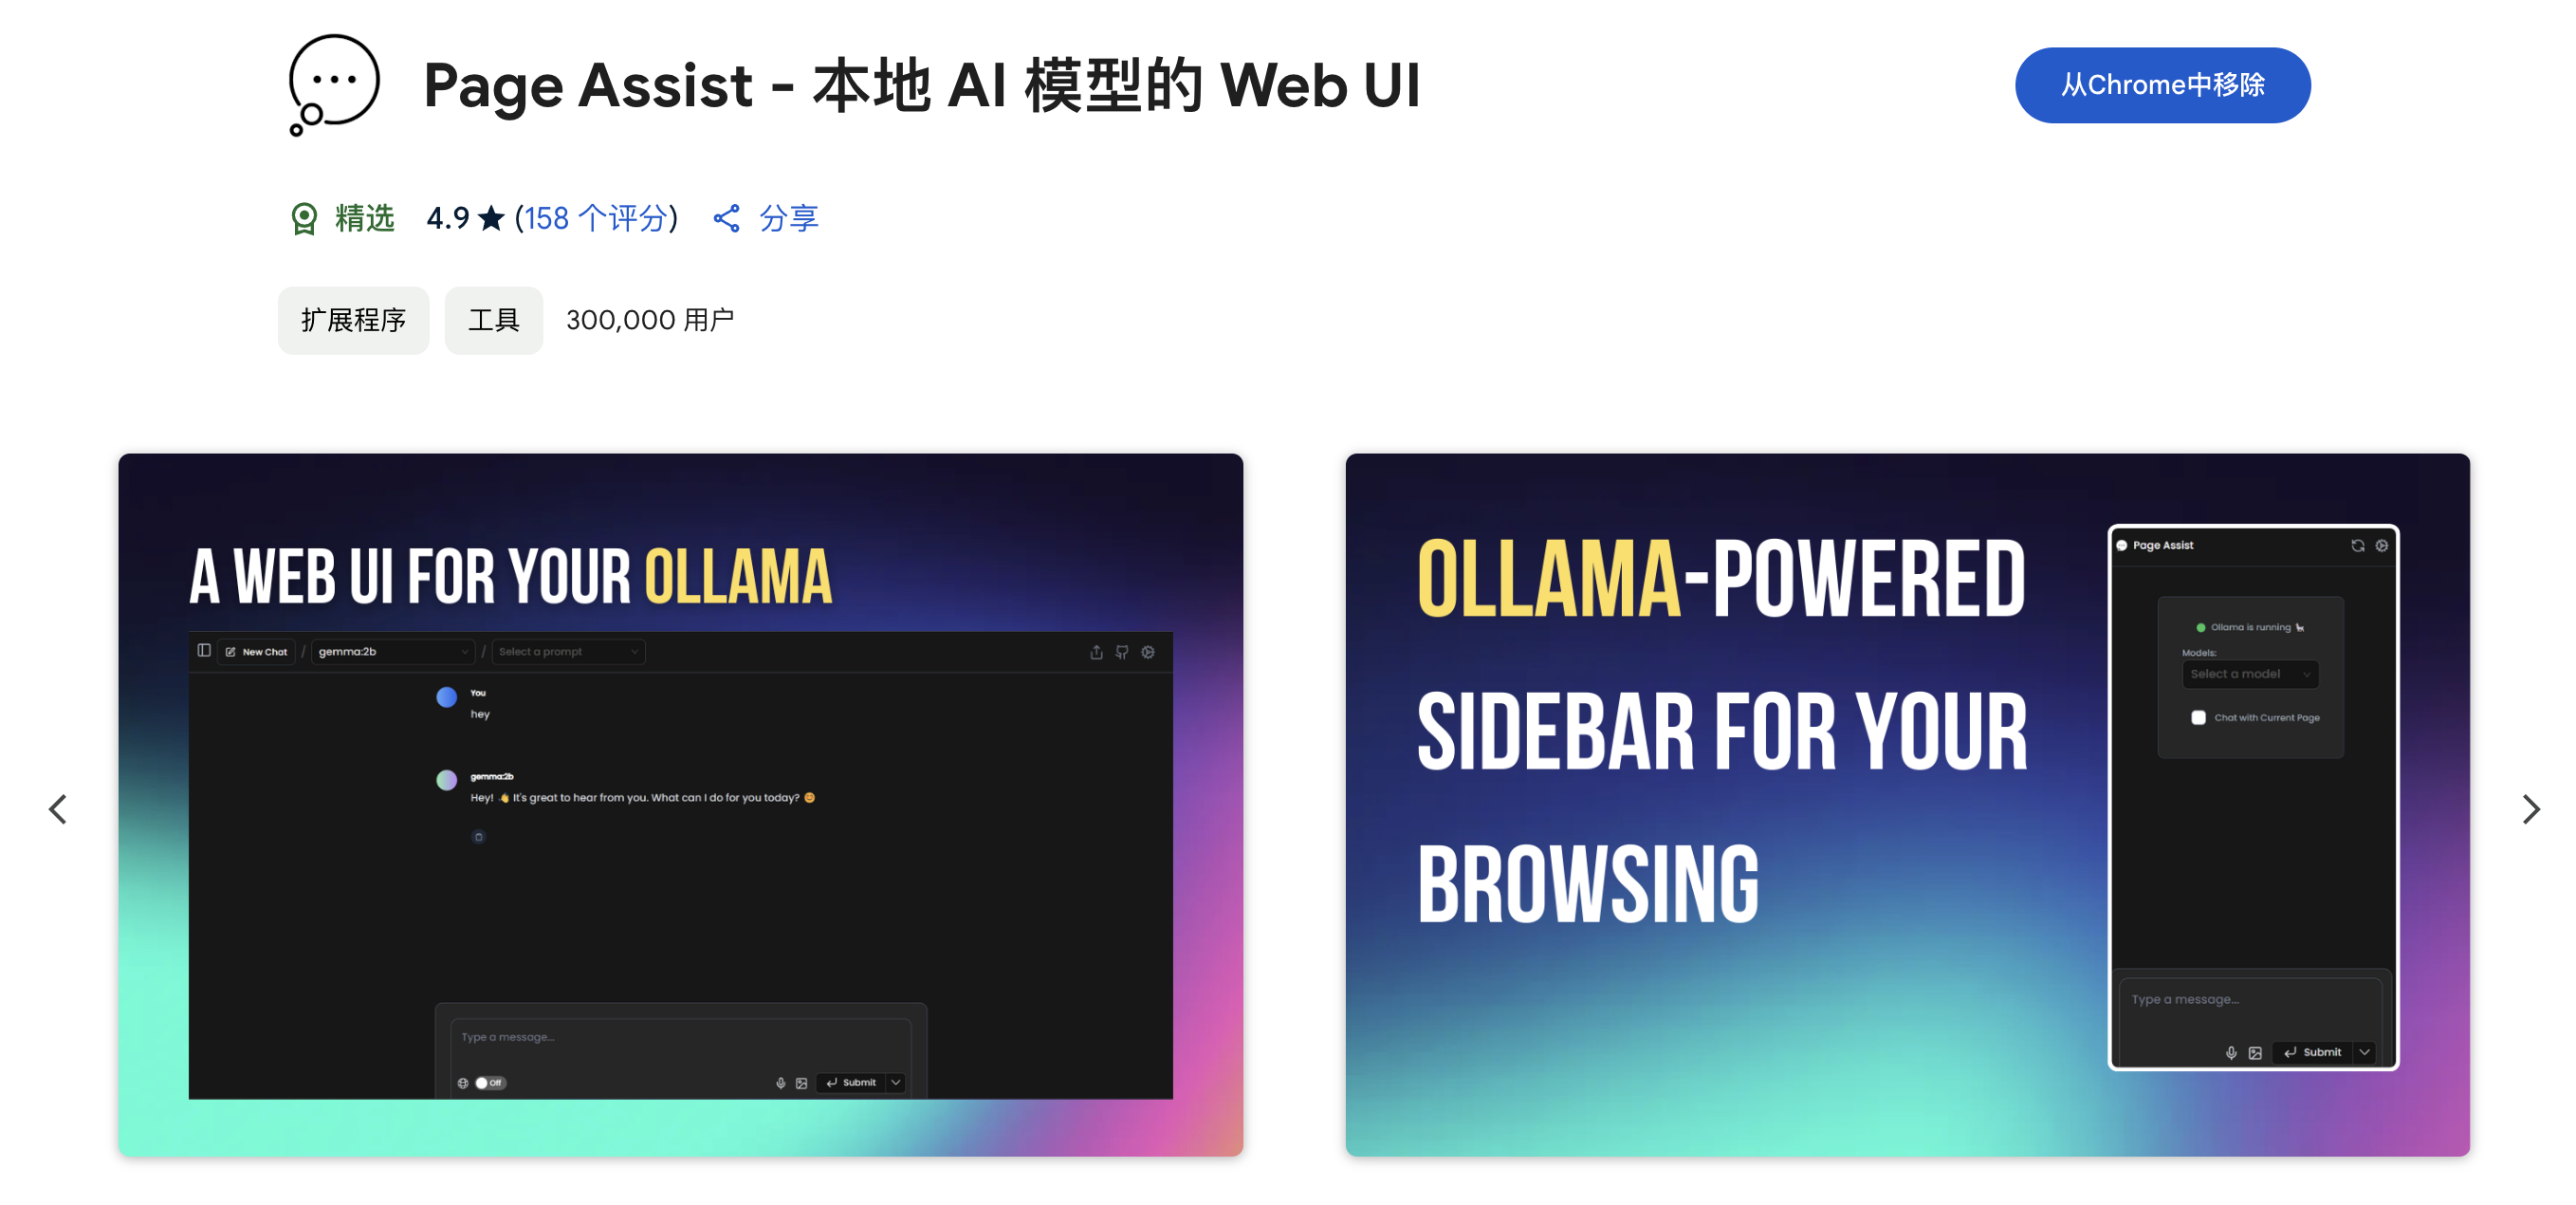 Page Assist - 本地 AI 模型的 Web UI
从Chrome中移除
精选 4.9 ★ (158 个评分) 分享
扩展程序 工具 300,000 用户
A WEB UI FOR YOUR OLLAMA
New Chat / gemma:2b / Select a prompt
You
hey
gemma:2b
Hey! 👋 It's great to hear from you. What can I do for you today? 😊
Type a message...
Off
Submit
OLLAMA-POWERED
SIDEBAR FOR YOUR
BROWSING
Page Assist
Ollama is running 🦙
Models:
Select a model
Chat with Current Page
Type a message...
Submit